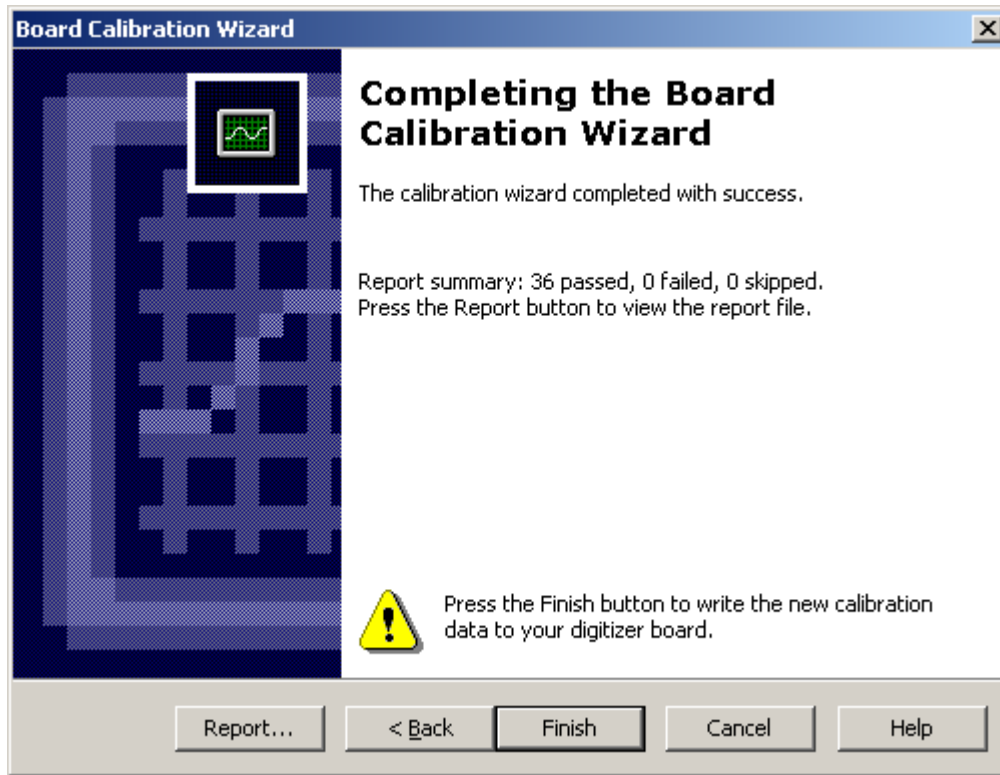 Board Calibration Wizard
Completing the Board
Calibration Wizard
The calibration wizard completed with success.
Report summary: 36 passed, 0 failed, 0 skipped.
Press the Report button to view the report file.
Press the Finish button to write the new calibration
data to your digitizer board.
Report...
< Back
Finish
Cancel
Help